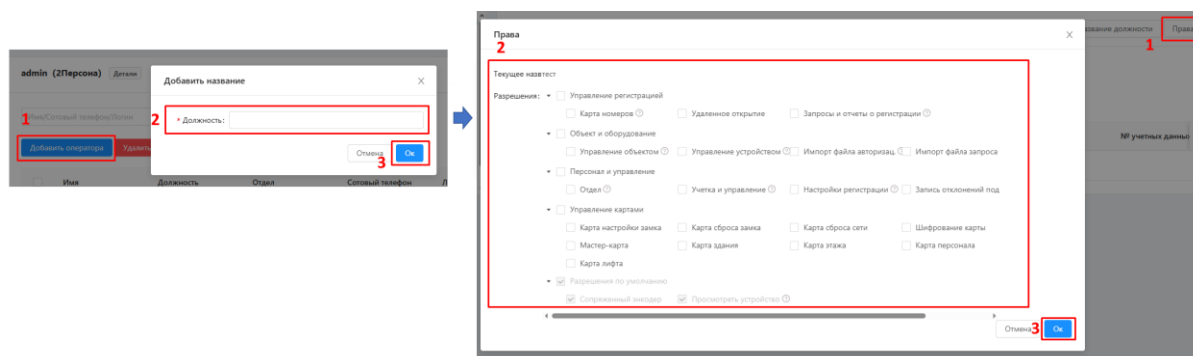 admin (2Персона) Детали
Добавить название
1
Имя/Сотовый телефон/Логин
2
* Должность:
Добавить оператора
Удалить
Отмена
3
Ок
Имя
Должность
Отдел
Сотовый телефон
Права
2
Текущее назвтест
Разрешения:
Управление регистрацией
Карта номеров
Удаленное открытие
Запросы и отчеты о регистрации
Объект и оборудование
Управление объектом
Управление устройством
Импорт файла авторизац.
Импорт файла запроса
Персонал и управление
Отдел
Учетка и управление
Настройки регистрации
Запись отклонений под
Управление картами
Карта настройки замка
Карта сброса замка
Карта сброса сети
Шифрование карты
Мастер-карта
Карта здания
Карта этажа
Карта персонала
Карта лифта
Разрешения по умолчанию
Сопряженный энкодер
Просмотреть устройство
Отмена
3
Ок
должности
Права
1
№ учетных данных